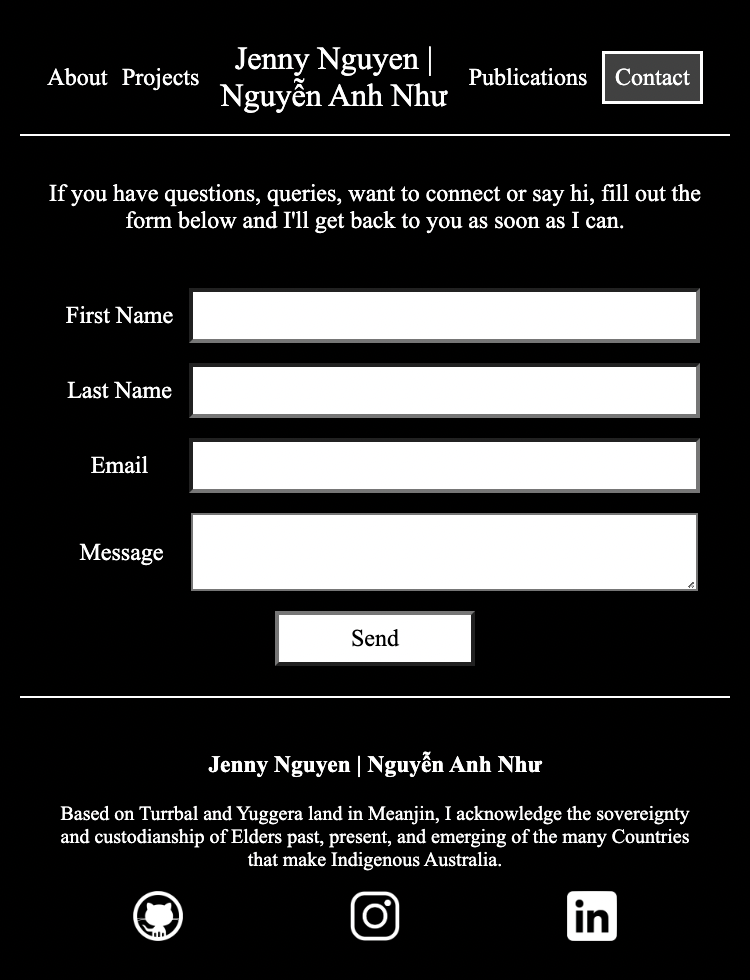 About Projects Jenny Nguyen | Nguyễn Anh Như Publications Contact
If you have questions, queries, want to connect or say hi, fill out the
form below and I'll get back to you as soon as I can.
First Name
Last Name
Email
Message
Send
Jenny Nguyen | Nguyễn Anh Như
Based on Turrbal and Yuggera land in Meanjin, I acknowledge the sovereignty
and custodianship of Elders past, present, and emerging of the many Countries
that make Indigenous Australia.
in